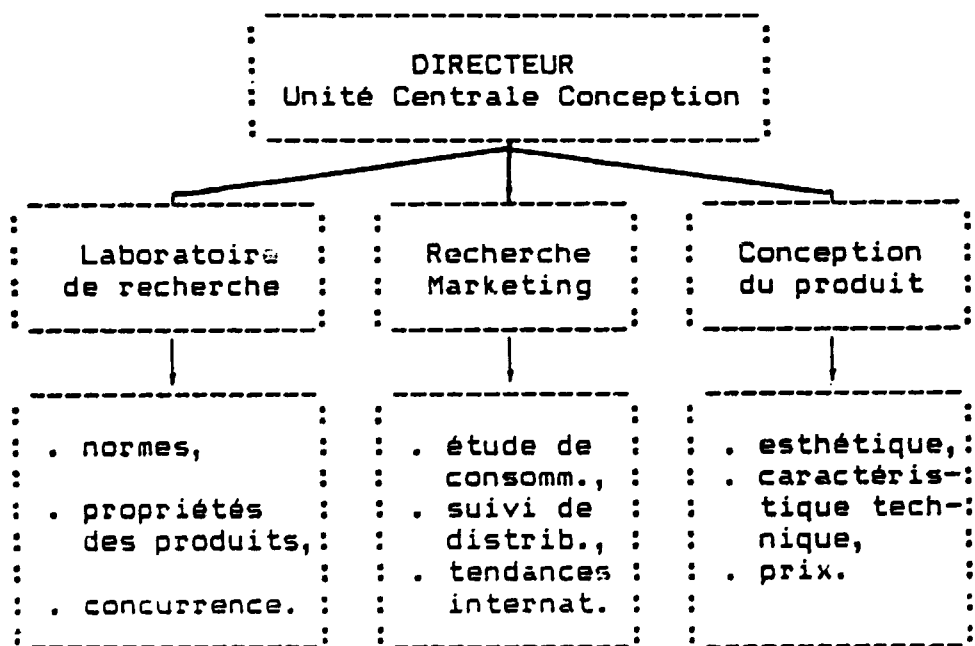 DIRECTEUR
Unité Centrale Conception
Laboratoire
de recherche
Recherche
Marketing
Conception
du produit
. normes,
. propriétés
des produits,
. concurrence.
. étude de
consomm.,
. suivi de
distrib.,
. tendances
internat.
. esthétique,
. caractéris-
tique tech-
nique,
. prix.